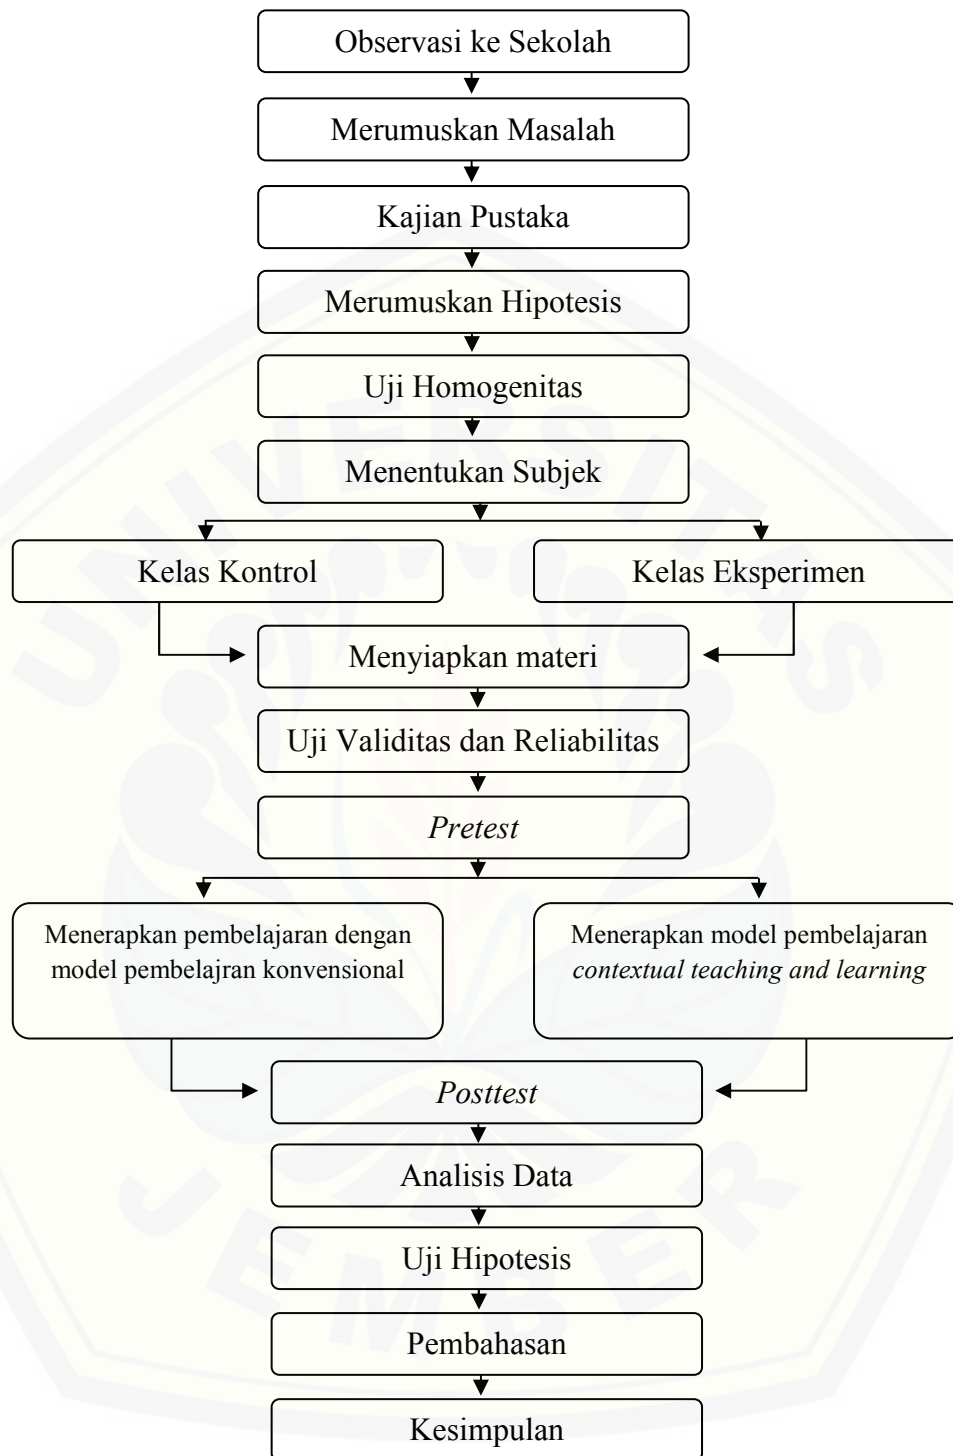 Observasi ke Sekolah
Merumuskan Masalah
Kajian Pustaka
Merumuskan Hipotesis
Uji Homogenitas
Menentukan Subjek
Kelas Kontrol
Kelas Eksperimen
Menyiapkan materi
Uji Validitas dan Reliabilitas
Pretest
Menerapkan pembelajaran dengan
model pembelajran konvensional
Menerapkan model pembelajaran
contextual teaching and learning
Posttest
Analisis Data
Uji Hipotesis
Pembahasan
Kesimpulan
UNIVERSITAS
JEMBER